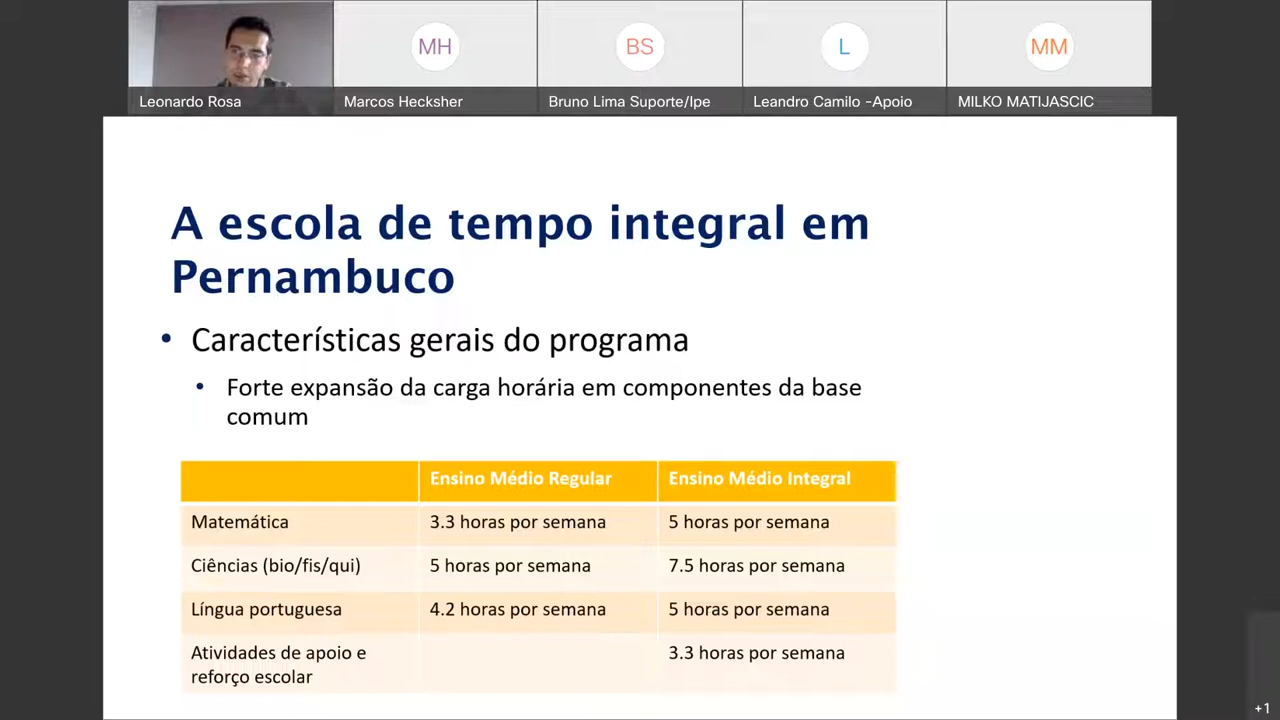 MH
BS
L
MM
Leonardo Rosa
Marcos Hecksher
Bruno Lima Suporte/Ipe
Leandro Camilo -Apoio
MILKO MATIJASCIC
A escola de tempo integral em
Pernambuco
• Características gerais do programa
• Forte expansão da carga horária em componentes da base
comum
Ensino Médio Regular
Ensino Médio Integral
Matemática
3.3 horas por semana
5 horas por semana
Ciências (bio/fis/qui)
5 horas por semana
7.5 horas por semana
Língua portuguesa
4.2 horas por semana
5 horas por semana
Atividades de apoio e
reforço escolar
3.3 horas por semana
+1